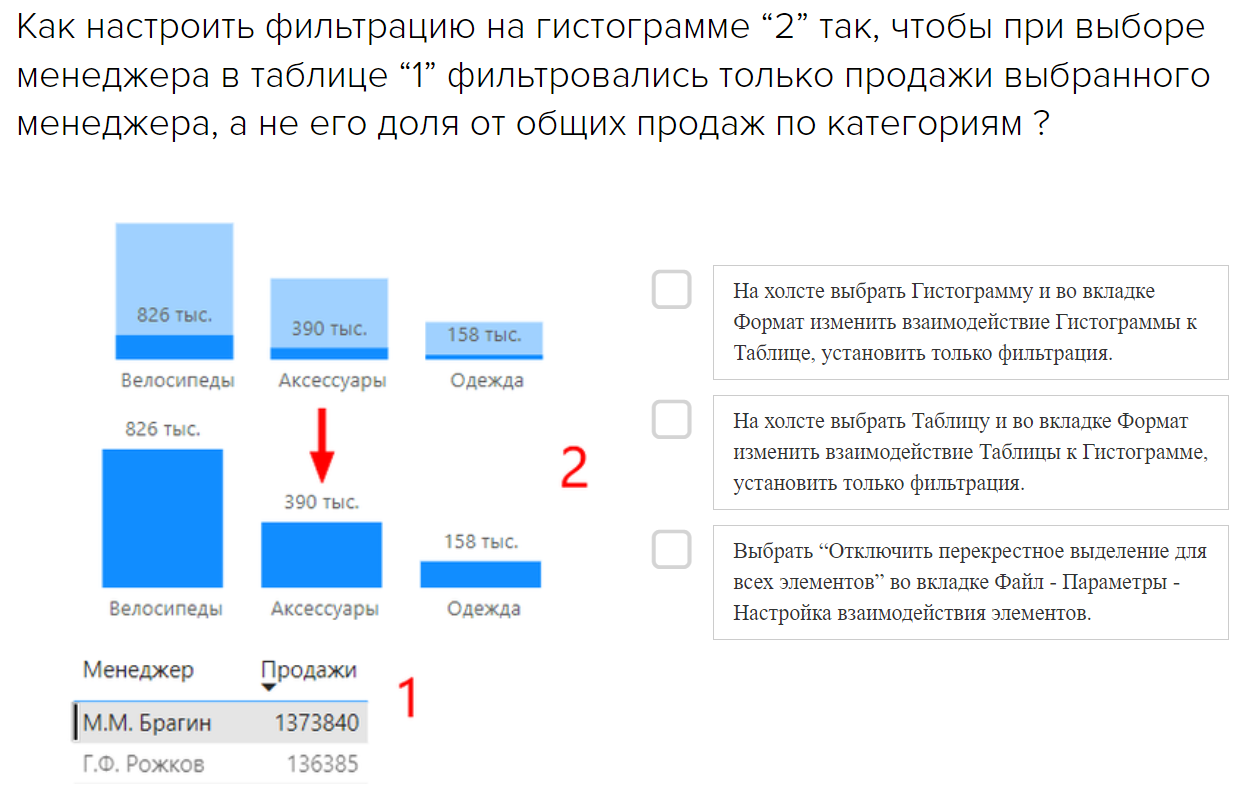 Как настроить фильтрацию на гистограмме “2” так, чтобы при выборе
менеджера в таблице “1” фильтровались только продажи выбранного
менеджера, а не его доля от общих продаж по категориям ?
826 тыс.
390 тыс.
158 тыс.
Велосипеды
Аксессуары
Одежда
826 тыс.
390 тыс.
158 тыс.
2
Велосипеды
Аксессуары
Одежда
Менеджер Продажи
М.М. Брагин 1373840
Г.Ф. Рожков 136385
1
На холсте выбрать Гистограмму и во вкладке
Формат изменить взаимодействие Гистограммы к
Таблице, установить только фильтрация.
На холсте выбрать Таблицу и во вкладке Формат
изменить взаимодействие Таблицы к Гистограмме,
установить только фильтрация.
Выбрать “Отключить перекрестное выделение для
всех элементов” во вкладке Файл - Параметры -
Настройка взаимодействия элементов.